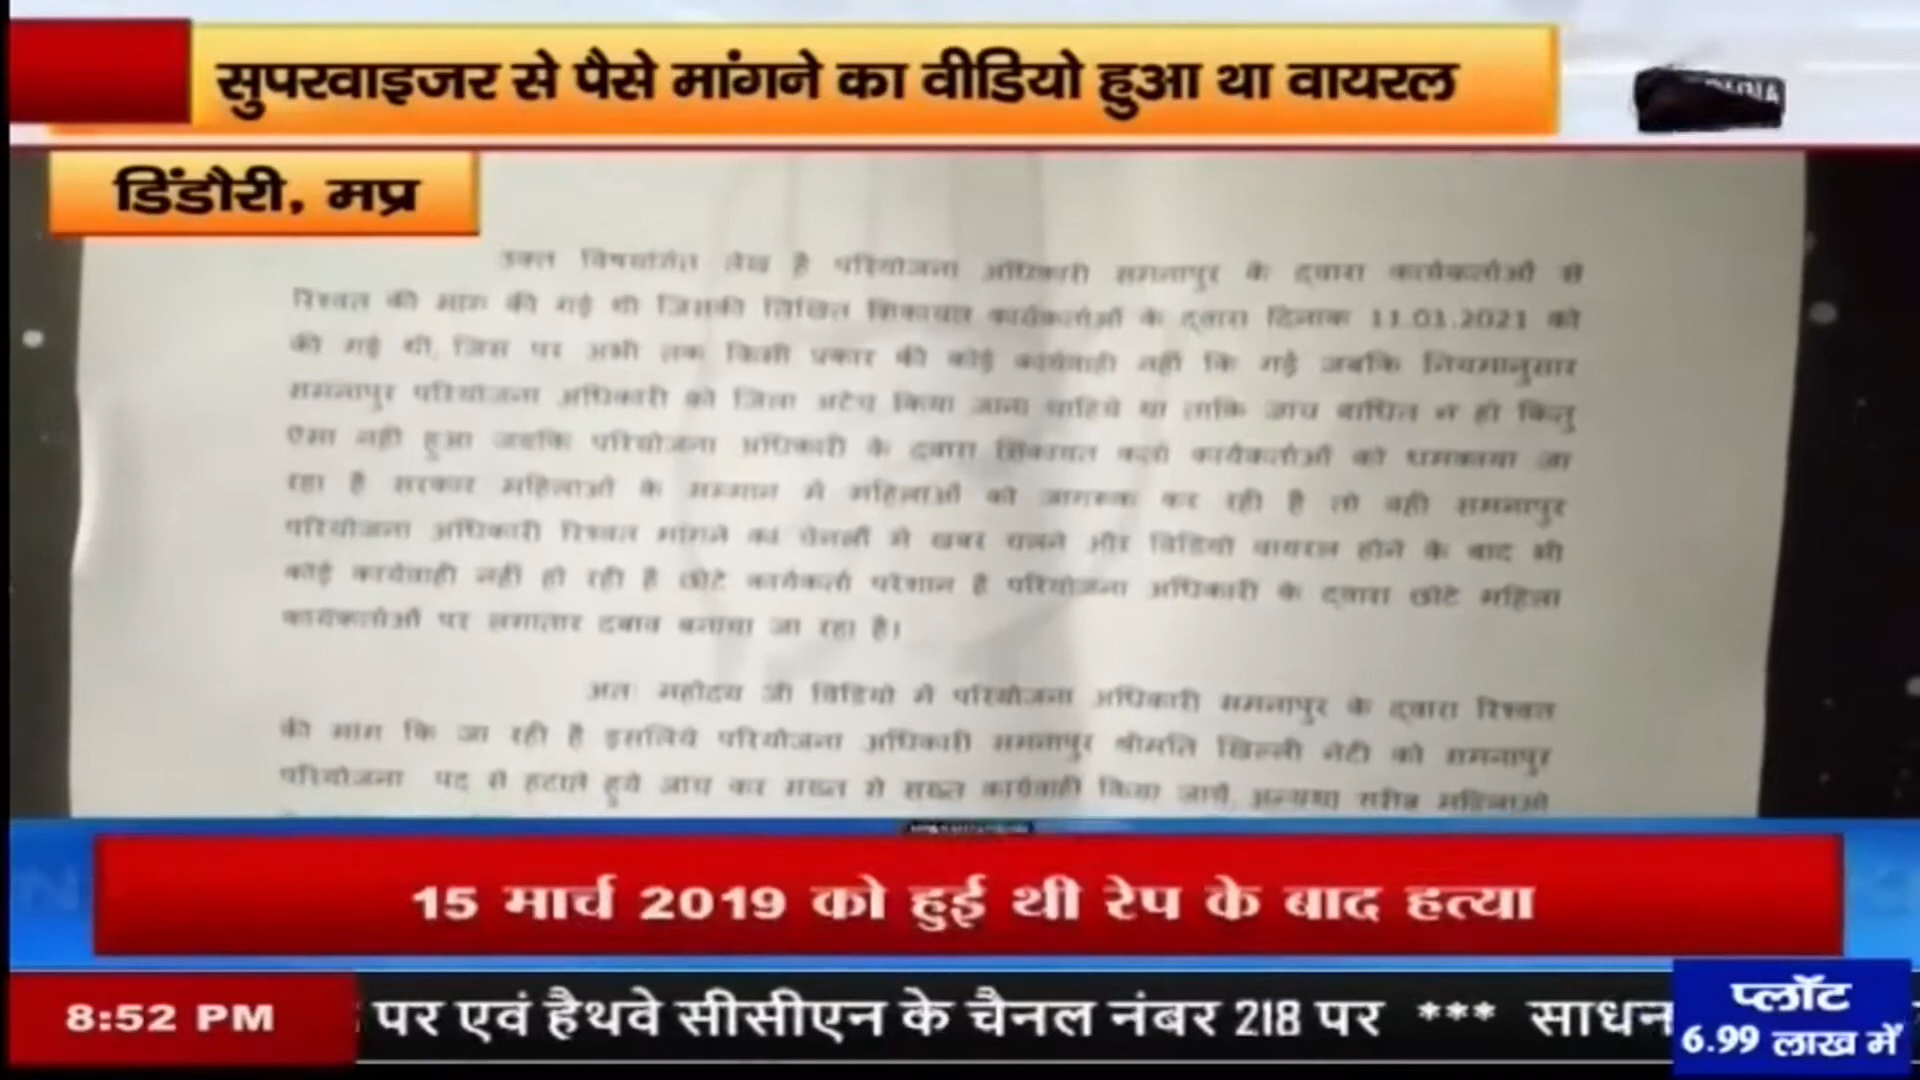 सुपरवाइजर से पैसे मांगने का वीडियो हुआ था वायरल
डिंडौरी, मप्र
उक्त विषयांर्गत लेख है परियोजना अधिकारी समनापुर के द्वारा कार्यकर्ताओं से
रिश्वत की मांग की गई थी जिसकी लिखित शिकायत कार्यकर्ताओं के द्वारा दिनांक 11.01.2021 को
की गई थी, जिस पर अभी तक किसी प्रकार की कोई कार्यवाही नहीं कि गई जबकि नियमानुसार
समनापुर परियोजना अधिकारी को जिला अटेच किया जाना चाहिये था ताकि जांच बाधित न हो किंतु
ऐसा नही हुआ जबकि परियोजना अधिकारी के द्वारा शिकायत कर्ता कार्यकर्ताओं को धमकाया जा
रहा है सरकार महिलाओं के सम्मान में महिलाओं को जागरूक कर रही है तो वही समनापुर
परियोजना अधिकारी रिश्वत मांगने का चेनलों में खबर चलने और विडियो वायरल होने के बाद भी
कोई कार्यवाही नहीं हो रही है छोटे कार्यकर्ता परेशान है परियोजना अधिकारी के द्वारा छोटे महिला
कार्यकर्ताओं पर लगातार दबाव बनाया जा रहा है।
अतः महोदय जी विडियो में परियोजना अधिकारी समनापुर के द्वारा रिश्वत
की मांग कि जा रही है इसलिये परियोजना अधिकारी समनापुर श्रीमति खिल्ली नेटी को समनापुर
परियोजना पद से हटाते हुये जांच कर सख्त से सख्त कार्यवाही किया जायें, अन्यथा गरीब महिलाओं
15 मार्च 2019 को हुई थी रेप के बाद हत्या
8:52 PM पर एवं हैथवे सीसीएन के चैनल नंबर 218 पर *** साधन
प्लॉट
6.99 लाख में